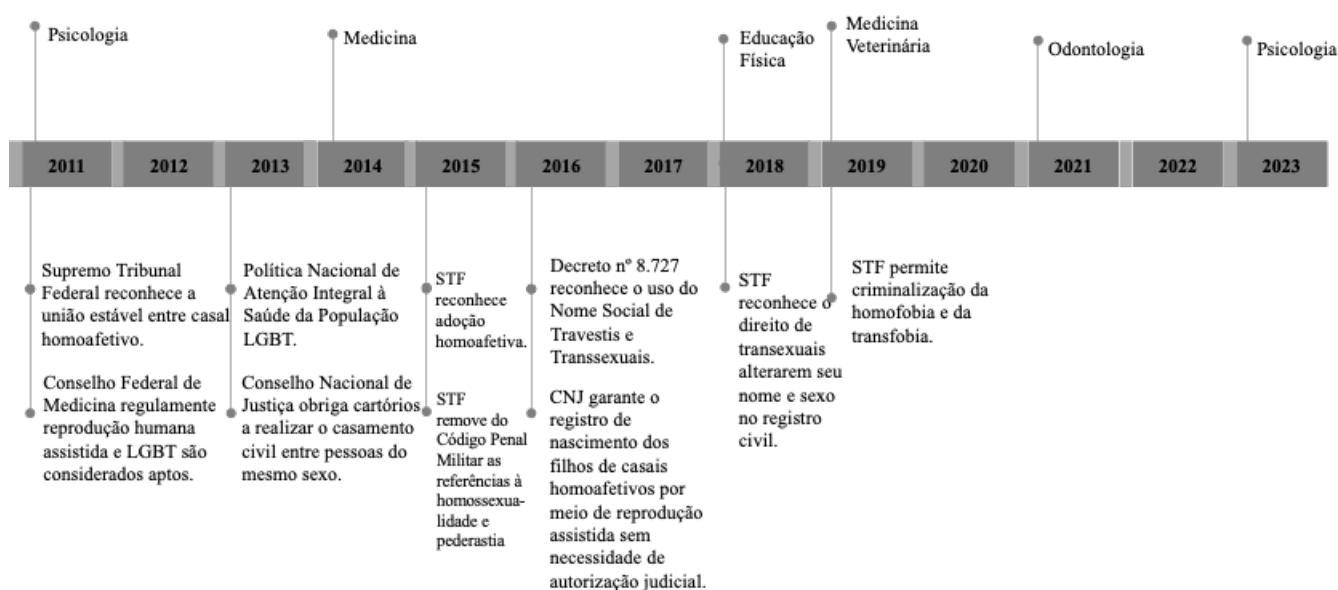 Psicologia
Medicina
Educação
Física
Medicina
Veterinária
Odontologia
Psicologia
2011
2012
2013
2014
2015
2016
2017
2018
2019
2020
2021
2022
2023
Supremo Tribunal
Federal reconhece a
união estável entre casal
homoafetivo.
Conselho Federal de
Medicina regulamente
reprodução humana
assistida e LGBT são
considerados aptos.
Política Nacional de
Atenção Integral à
Saúde da População
LGBT.
Conselho Nacional de
Justiça obriga cartórios
a realizar o casamento
civil entre pessoas do
mesmo sexo.
STF
reconhece
adoção
homoafetiva.
STF
remove do
Código Penal
Militar as
referências à
homossexua-
lidade e
pederastia
Decreto nº 8.727
reconhece o uso do
Nome Social de
Travestis e
Transsexuais.
CNJ garante o
registro de
nascimento dos
filhos de casais
homoafetivos por
meio de reprodução
assistida sem
necessidade de
autorização judicial.
STF
reconhece o
direito de
transexuais
alterarem seu
nome e sexo
no registro
civil.
STF permite
criminalização da
homofobia e da
transfobia.